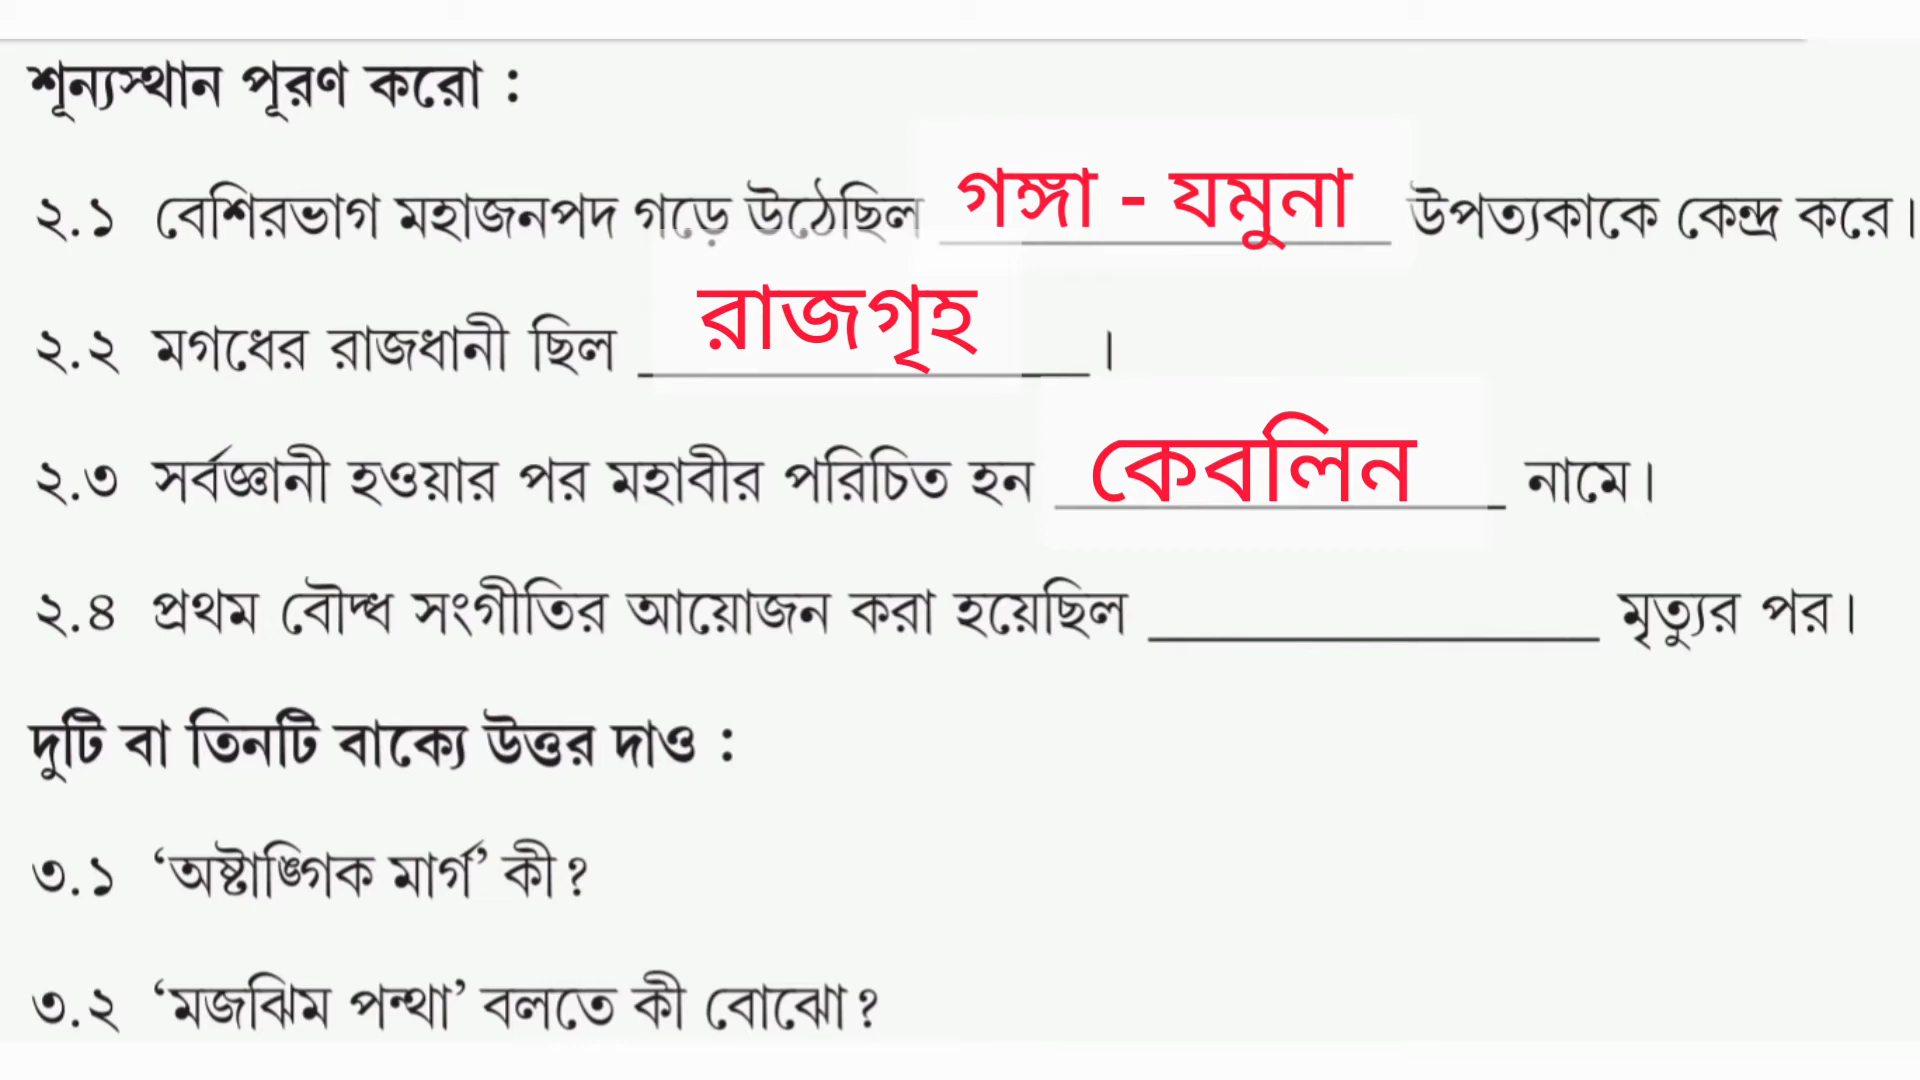 শূন্যস্থান পূরণ করো :
২.১ বেশিরভাগ মহাজনপদ গড়ে উঠেছিল গঙ্গা - যমুনা উপত্যকাকে কেন্দ্র করে।
২.২ মগধের রাজধানী ছিল রাজগৃহ ।
২.৩ সর্বজ্ঞানী হওয়ার পর মহাবীর পরিচিত হন কেবলিন নামে।
২.৪ প্রথম বৌদ্ধ সংগীতির আয়োজন করা হয়েছিল ____________ মৃত্যুর পর।
দুটি বা তিনটি বাক্যে উত্তর দাও :
৩.১ ‘অষ্টাঙ্গিক মার্গ’ কী?
৩.২ ‘মজঝিম পন্থা’ বলতে কী বোঝো?